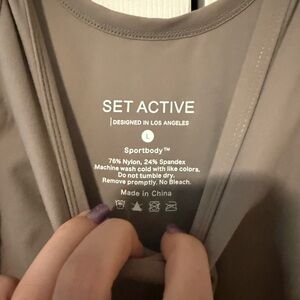 SET ACTIVE
DESIGNED IN LOS ANGELES
L
Sportbody™
76% Nylon, 24% Spandex
Machine wash cold with like colors.
Do not tumble dry.
Remove promptly. No Bleach.
Made in China